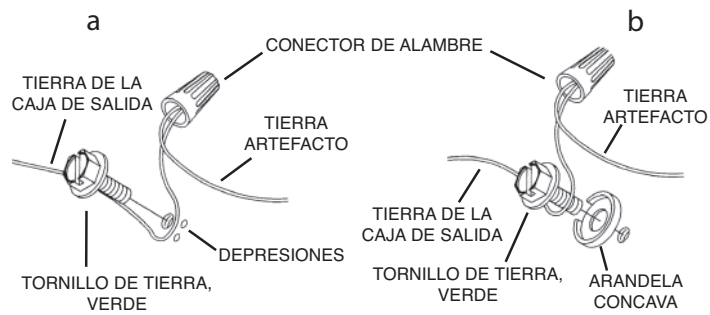 a
b
CONECTOR DE ALAMBRE
TIERRA DE LA
CAJA DE SALIDA
TIERRA
ARTEFACTO
DEPRESIONES
TORNILLO DE TIERRA,
VERDE
TIERRA
ARTEFACTO
TIERRA DE LA
CAJA DE SALIDA
TORNILLO DE TIERRA,
VERDE
ARANDELA
CONCAVA